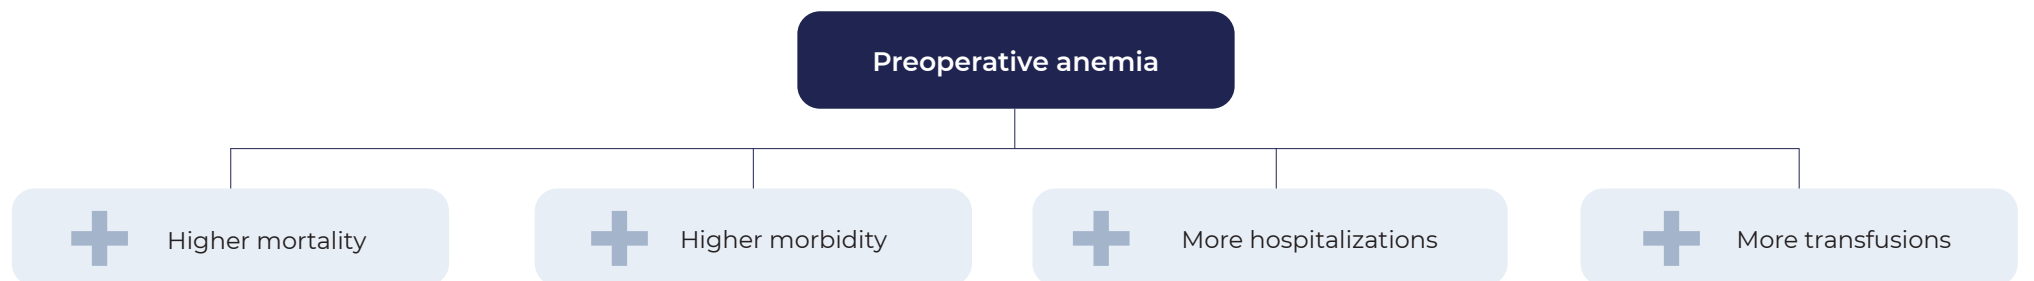 Preoperative anemia
Higher mortality
Higher morbidity
More hospitalizations
More transfusions